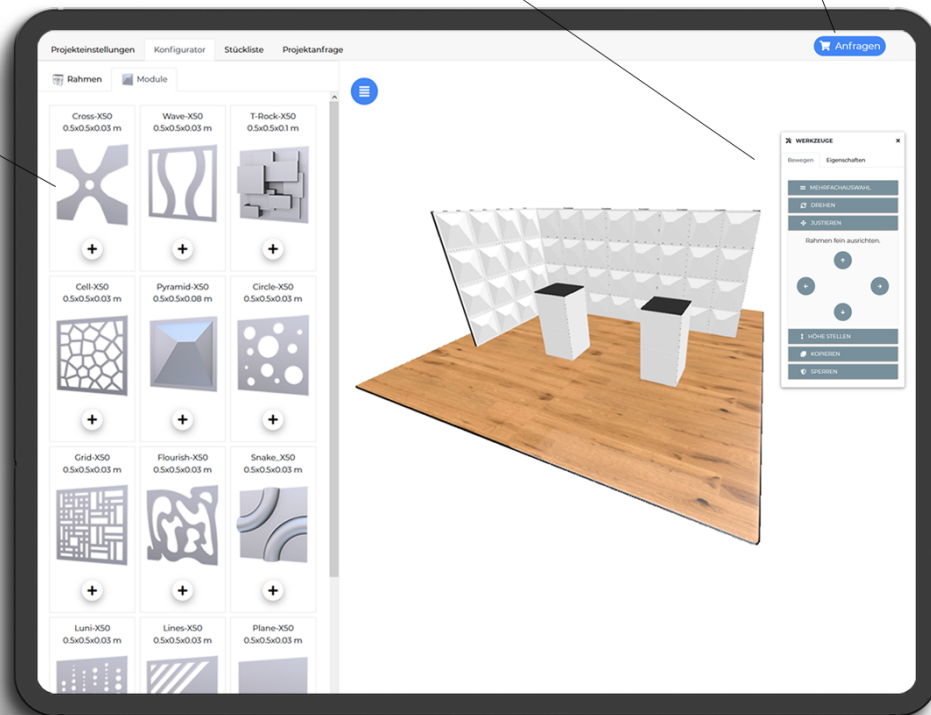 Projekteinstellungen
Konfigurator
Stückliste
Projektanfrage
Anfragen
Rahmen
Module
Cross-X50
0.5x0.5x0.03 m
Wave-X50
0.5x0.5x0.03 m
T-Rock-X50
0.5x0.5x0.1 m
Cell-X50
0.5x0.5x0.03 m
Pyramid-X50
0.5x0.5x0.08 m
Circle-X50
0.5x0.5x0.03 m
Grid-X50
0.5x0.5x0.03 m
Flourish-X50
0.5x0.5x0.03 m
Snake_X50
0.5x0.5x0.03 m
Luni-X50
0.5x0.5x0.03 m
Lines-X50
0.5x0.5x0.03 m
Plane-X50
0.5x0.5x0.03 m
WERKZEUGE
Bewegen
Eigenschaften
MEHRFACHAUSWAHL
DREHEN
JUSTIEREN
Rahmen fein ausrichten.
HÖHE STELLEN
KOPIEREN
SPERREN